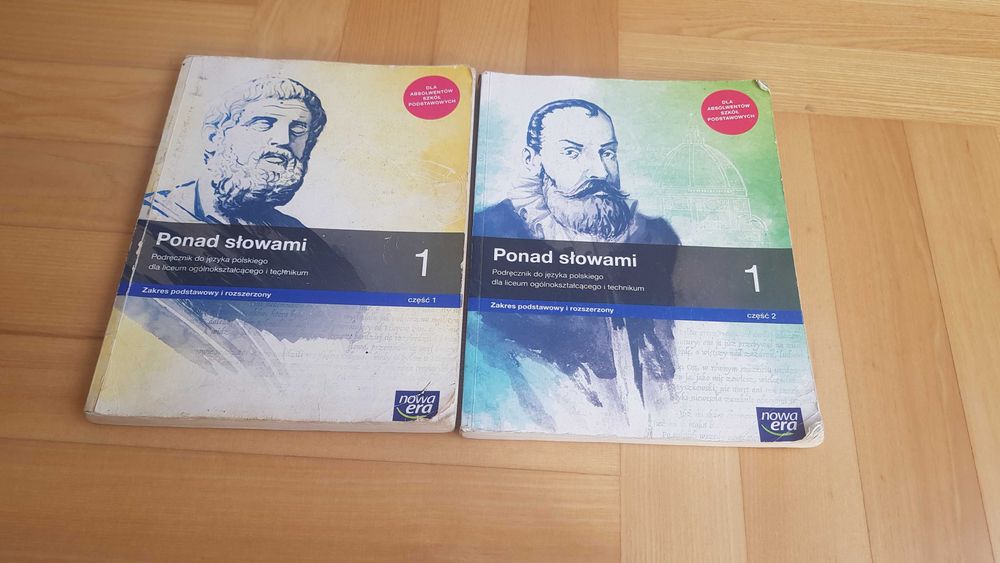 DLA
ABSOLWENTÓW
SZKÓŁ
PODSTAWOWYCH
Ponad słowami
Podręcznik do języka polskiego
dla liceum ogólnokształcącego i technikum
1
Zakres podstawowy i rozszerzony
część 1
nowa
era
DLA
ABSOLWENTÓW
SZKÓŁ
PODSTAWOWYCH
Ponad słowami
Podręcznik do języka polskiego
dla liceum ogólnokształcącego i technikum
1
Zakres podstawowy i rozszerzony
część 2
nowa
era